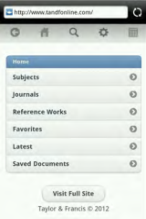 http://www.tandfonline.com/
Home
Subjects
Journals
Reference Works
Favorites
Latest
Saved Documents
Visit Full Site
Taylor & Francis © 2012